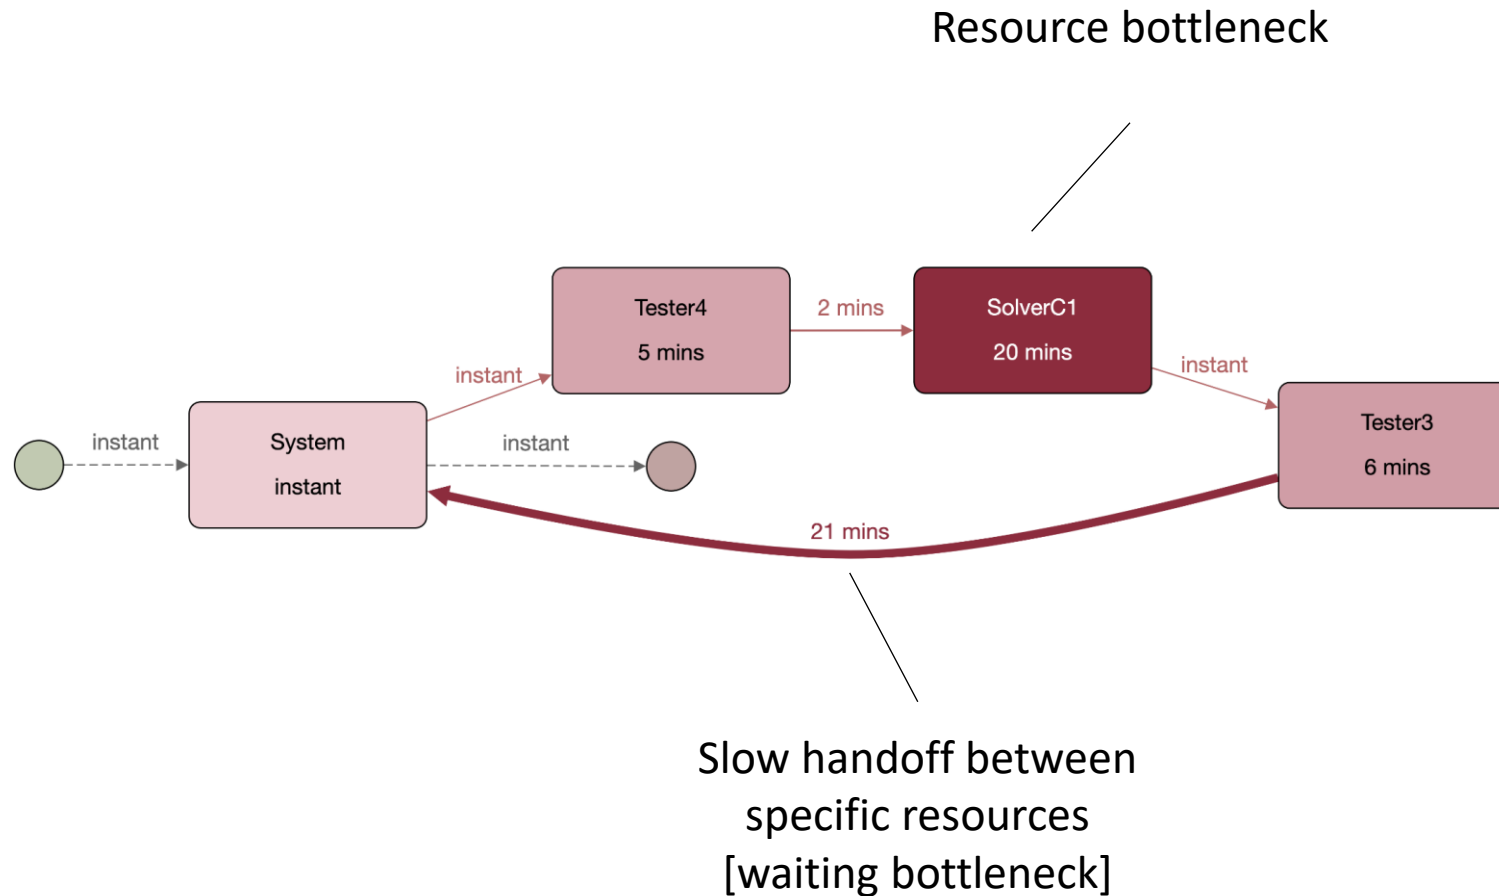 Resource bottleneck
Tester4
5 mins
2 mins
SolverC1
20 mins
instant
instant
Tester3
6 mins
instant
System
instant
instant
21 mins
Slow handoff between
specific resources
[waiting bottleneck]